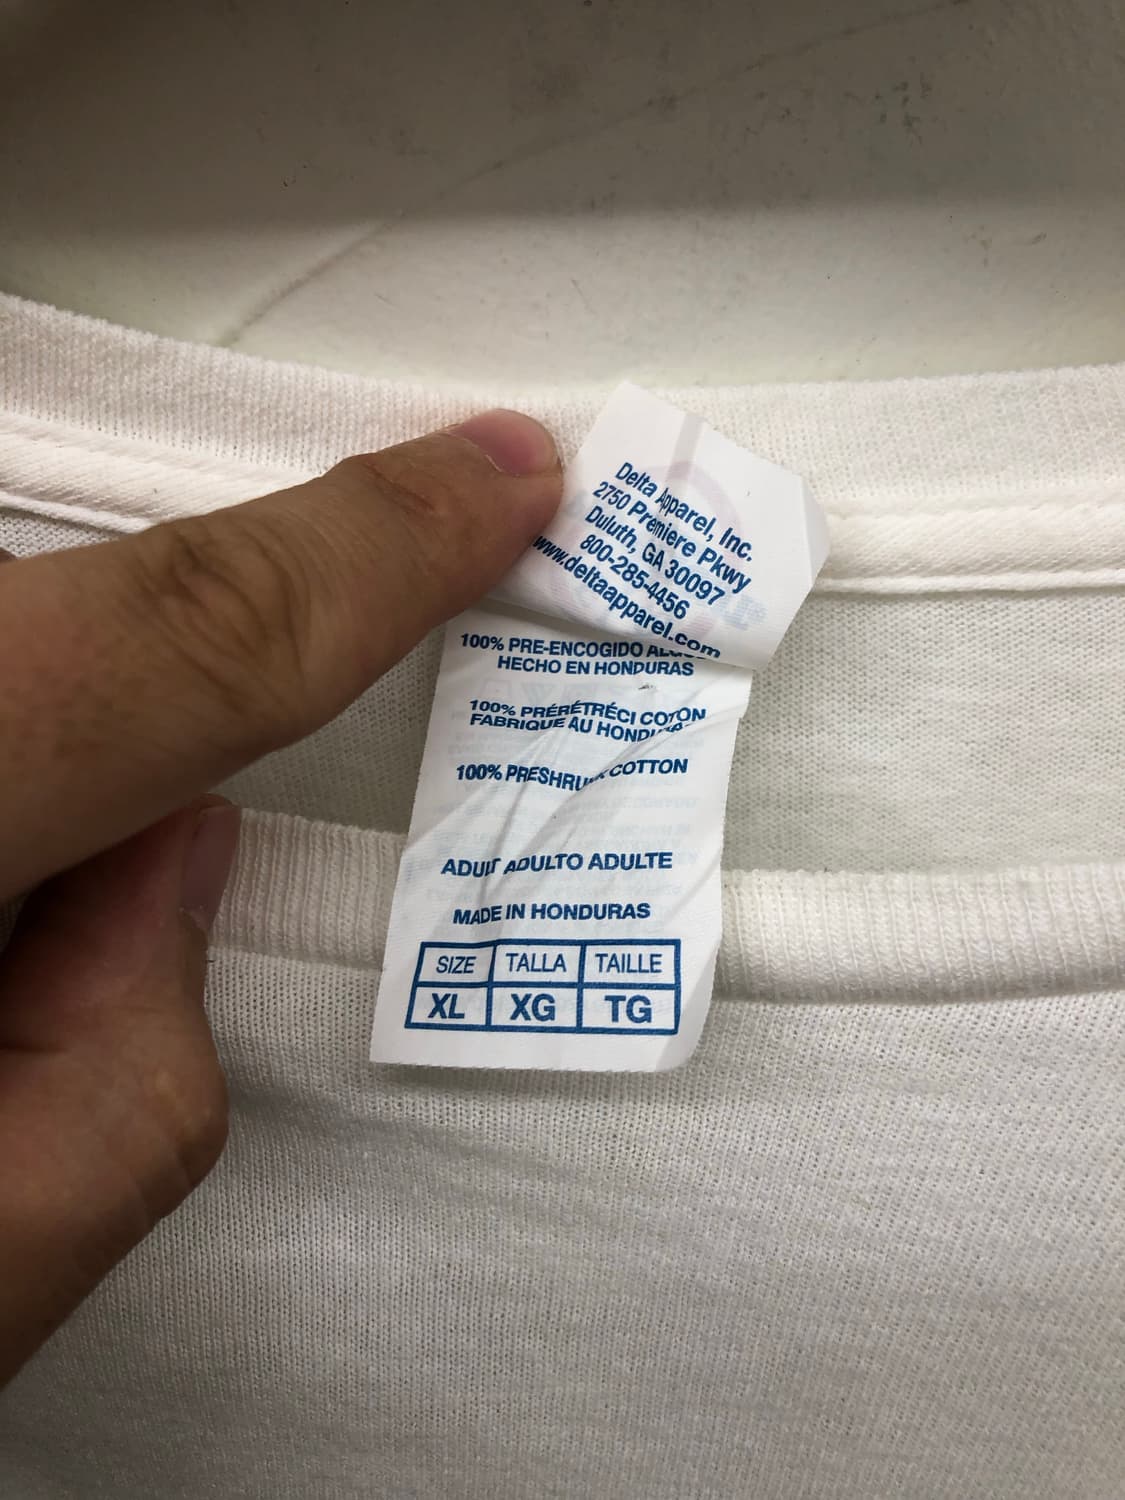 Delta Apparel, Inc.
2750 Premiere Pkwy
Duluth, GA 30097
800-285-4456
www.deltaapparel.com
100% PRE-ENCOGIDO
HECHO EN HONDURAS
100% PRÉRÉTRÉCI COTON
FABRIQUE AU HONDURAS
100% PRESHRUNK COTTON
ADULT ADULTO ADULTE
MADE IN HONDURAS
SIZE TALLA TAILLE
XL XG TG